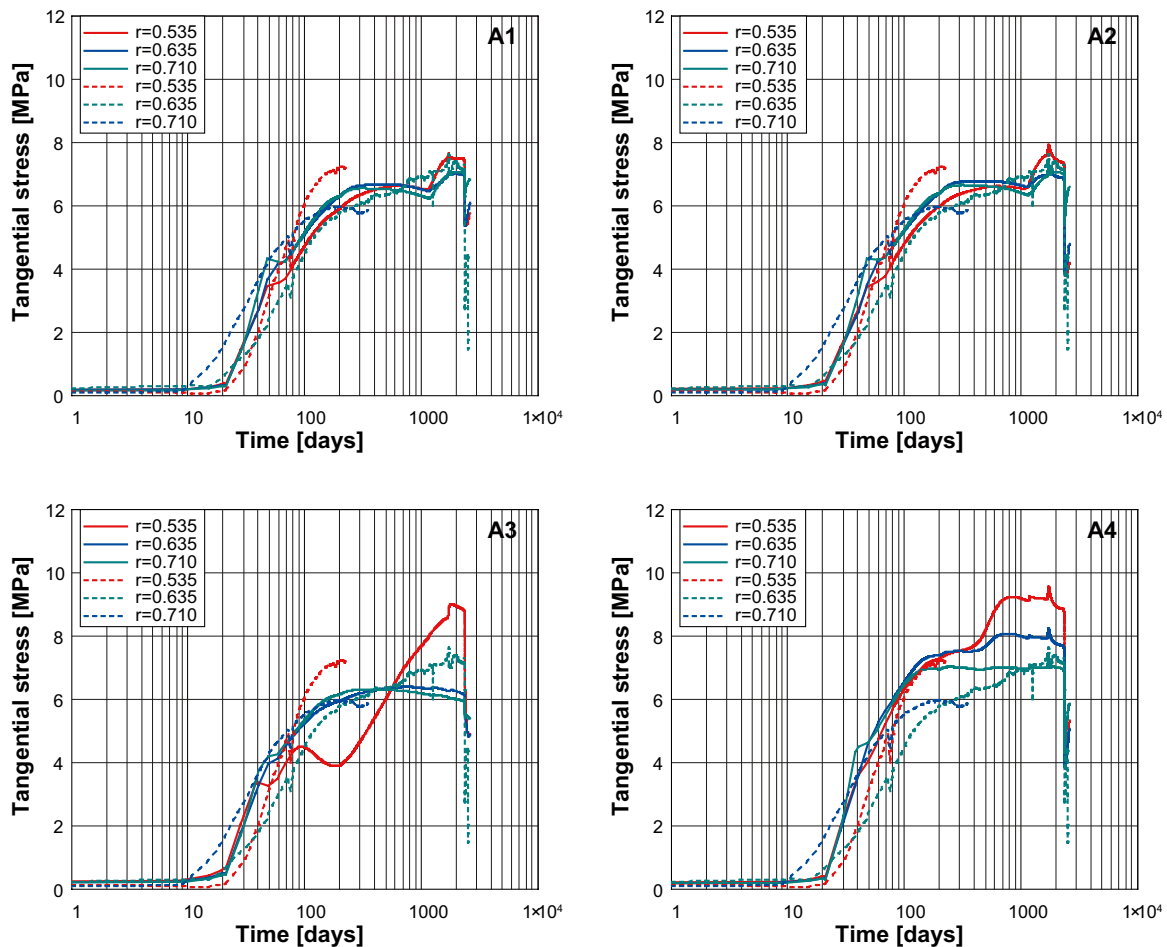 A1
Tangential stress [MPa]
12
10
8
6
4
2
0
r=0.535
r=0.635
r=0.710
r=0.535
r=0.635
r=0.710
1
10
100
1000
1×10⁴
Time [days]
A2
Tangential stress [MPa]
12
10
8
6
4
2
0
r=0.535
r=0.635
r=0.710
r=0.535
r=0.635
r=0.710
1
10
100
1000
1×10⁴
Time [days]
A3
Tangential stress [MPa]
12
10
8
6
4
2
0
r=0.535
r=0.635
r=0.710
r=0.535
r=0.635
r=0.710
1
10
100
1000
1×10⁴
Time [days]
A4
Tangential stress [MPa]
12
10
8
6
4
2
0
r=0.535
r=0.635
r=0.710
r=0.535
r=0.635
r=0.710
1
10
100
1000
1×10⁴
Time [days]